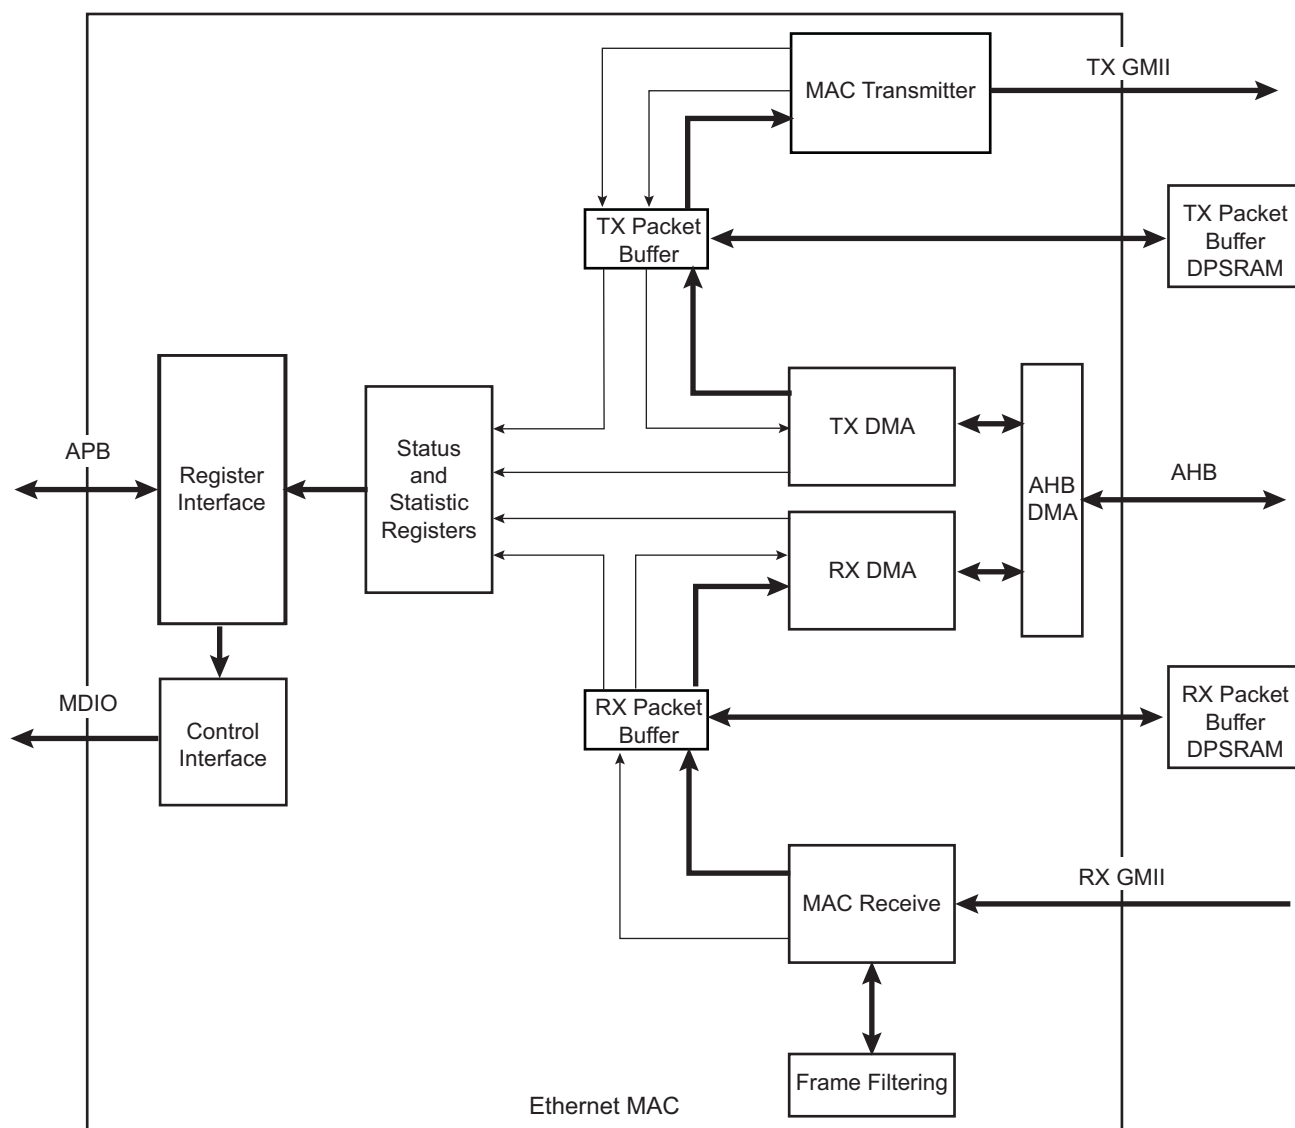 TX GMII
MAC Transmitter
TX Packet
Buffer
DPSRAM
TX Packet
Buffer
APB
Register
Interface
Status
and
Statistic
Registers
TX DMA
AHB
DMA
AHB
RX DMA
MDIO
Control
Interface
RX Packet
Buffer
RX Packet
Buffer
DPSRAM
RX GMII
MAC Receive
Frame Filtering
Ethernet MAC